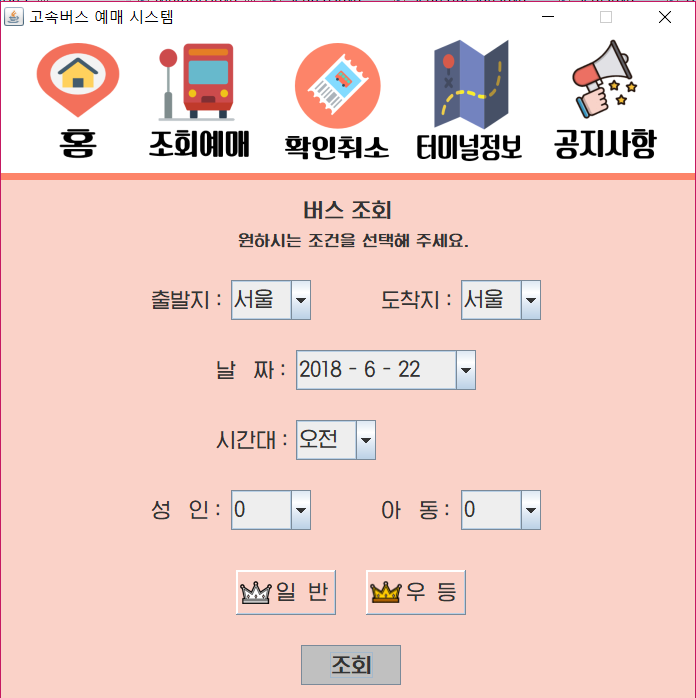 고속버스 예매 시스템
홈 조회예매 확인취소 터미널정보 공지사항
버스 조회
원하시는 조건을 선택해 주세요.
출발지 : 서울 도착지 : 서울
날 짜 : 2018 - 6 - 22
시간대 : 오전
성 인 : 0 아 동 : 0
일 반 우 등
조회